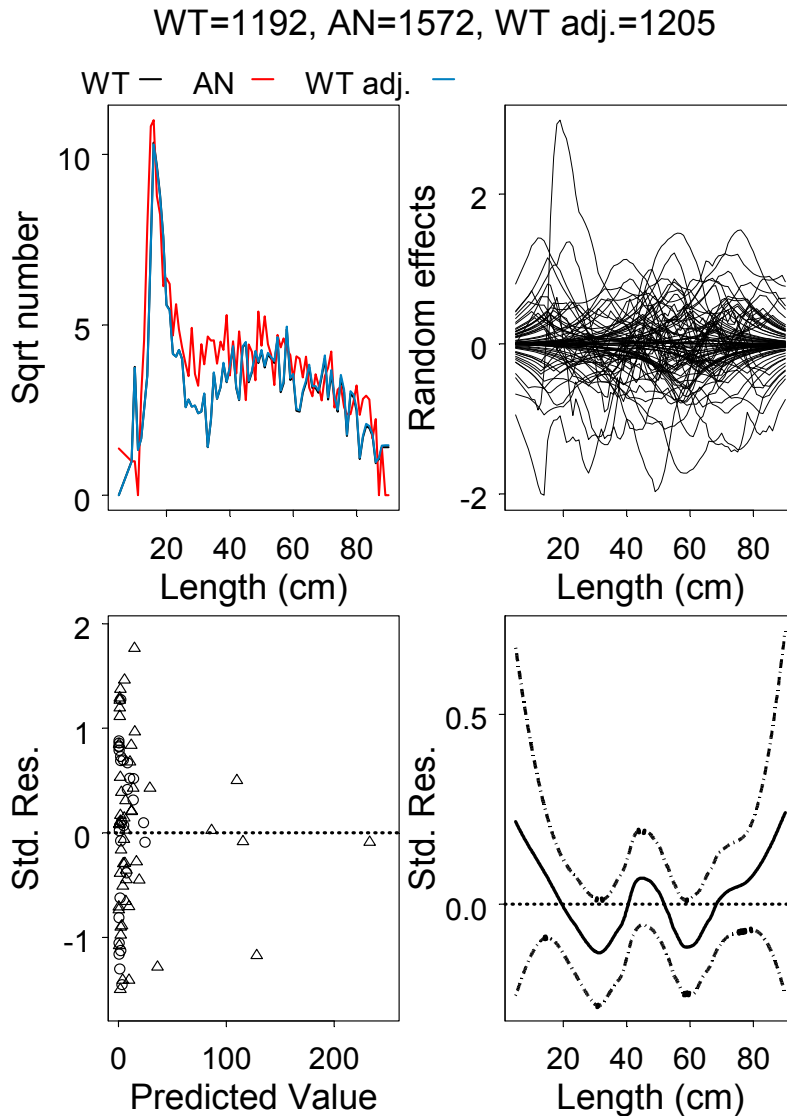 WT=1192, AN=1572, WT adj.=1205
WT AN WT adj.
Sqrt number
10
5
0
20 40 60 80
Length (cm)
Random effects
2
0
-2
20 40 60 80
Length (cm)
Std. Res.
2
1
0
-1
0 100 200
Predicted Value
Std. Res.
0.5
0.0
20 40 60 80
Length (cm)